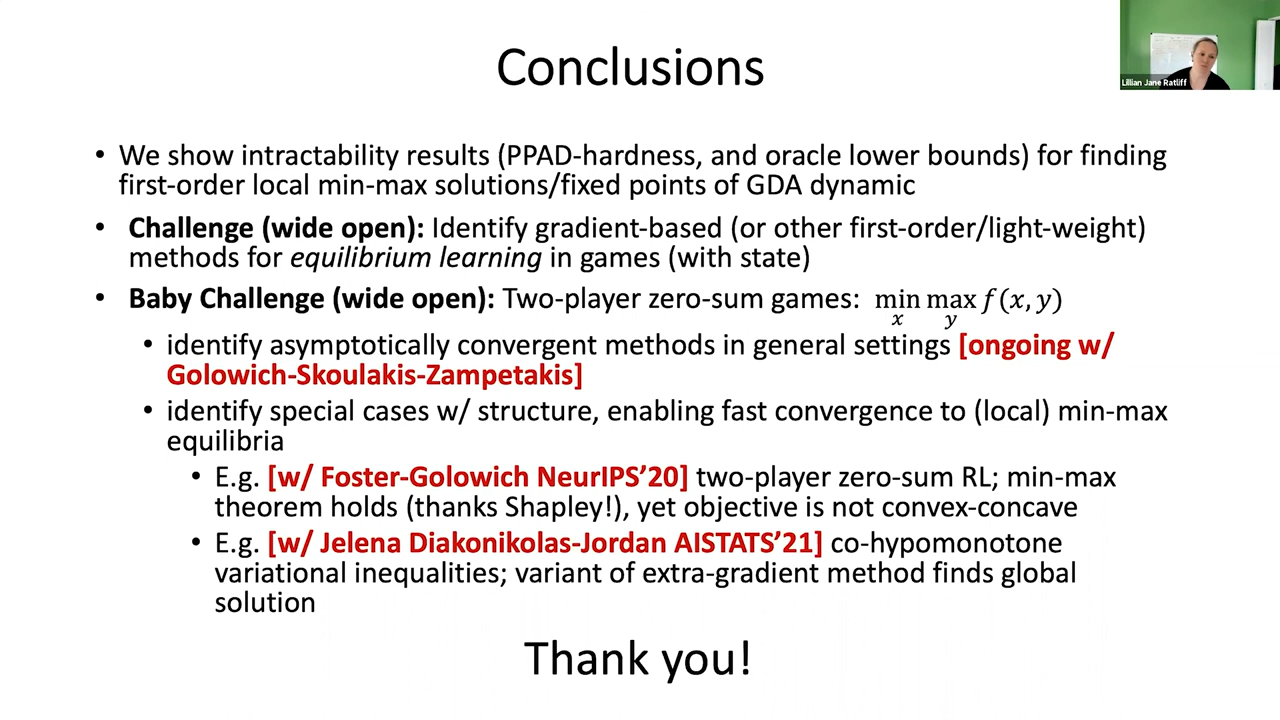 Conclusions
Lillian Jane Ratliff
• We show intractability results (PPAD-hardness, and oracle lower bounds) for finding
first-order local min-max solutions/fixed points of GDA dynamic
• Challenge (wide open): Identify gradient-based (or other first-order/light-weight)
methods for equilibrium learning in games (with state)
• Baby Challenge (wide open): Two-player zero-sum games: min max f(x, y)
x y
• identify asymptotically convergent methods in general settings [ongoing w/
Golowich-Skoulakis-Zampetakis]
• identify special cases w/ structure, enabling fast convergence to (local) min-max
equilibria
• E.g. [w/ Foster-Golowich NeurIPS’20] two-player zero-sum RL; min-max
theorem holds (thanks Shapley!), yet objective is not convex-concave
• E.g. [w/ Jelena Diakonikolas-Jordan AISTATS’21] co-hypomonotone
variational inequalities; variant of extra-gradient method finds global
solution
Thank you!